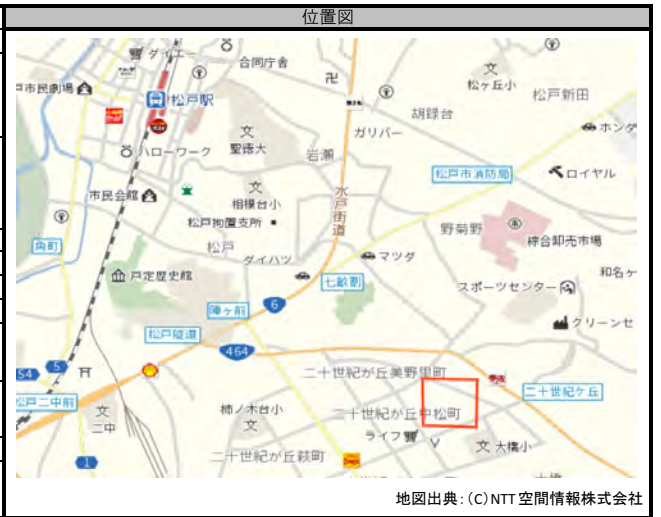 位置図
ダイエー
合同庁舎
卍
文
松ヶ丘小
松戸新田
市民劇場
松戸駅
胡録台
ガリバー
ホンダ
ハローワーク
文
聖徳大
岩瀬
松戸市消防局
ロイヤル
市民会館
文
相模台小
水戸街道
松戸拘置支所
野菊野
綜合卸売市場
角町
松戸
ダイハツ
マツダ
和名ヶ
戸定歴史館
七畝割
スポーツセンター
陣ヶ前
6
クリーンセ
松戸隧道
464
54
5
二十世紀が丘美野里町
二十世紀ケ丘
松戸二中前
文
二中
柿ノ木台小
文
二十世紀が丘中松町
ライフ
文 大橋小
1
二十世紀が丘萩町
地図出典：(C)NTT空間情報株式会社